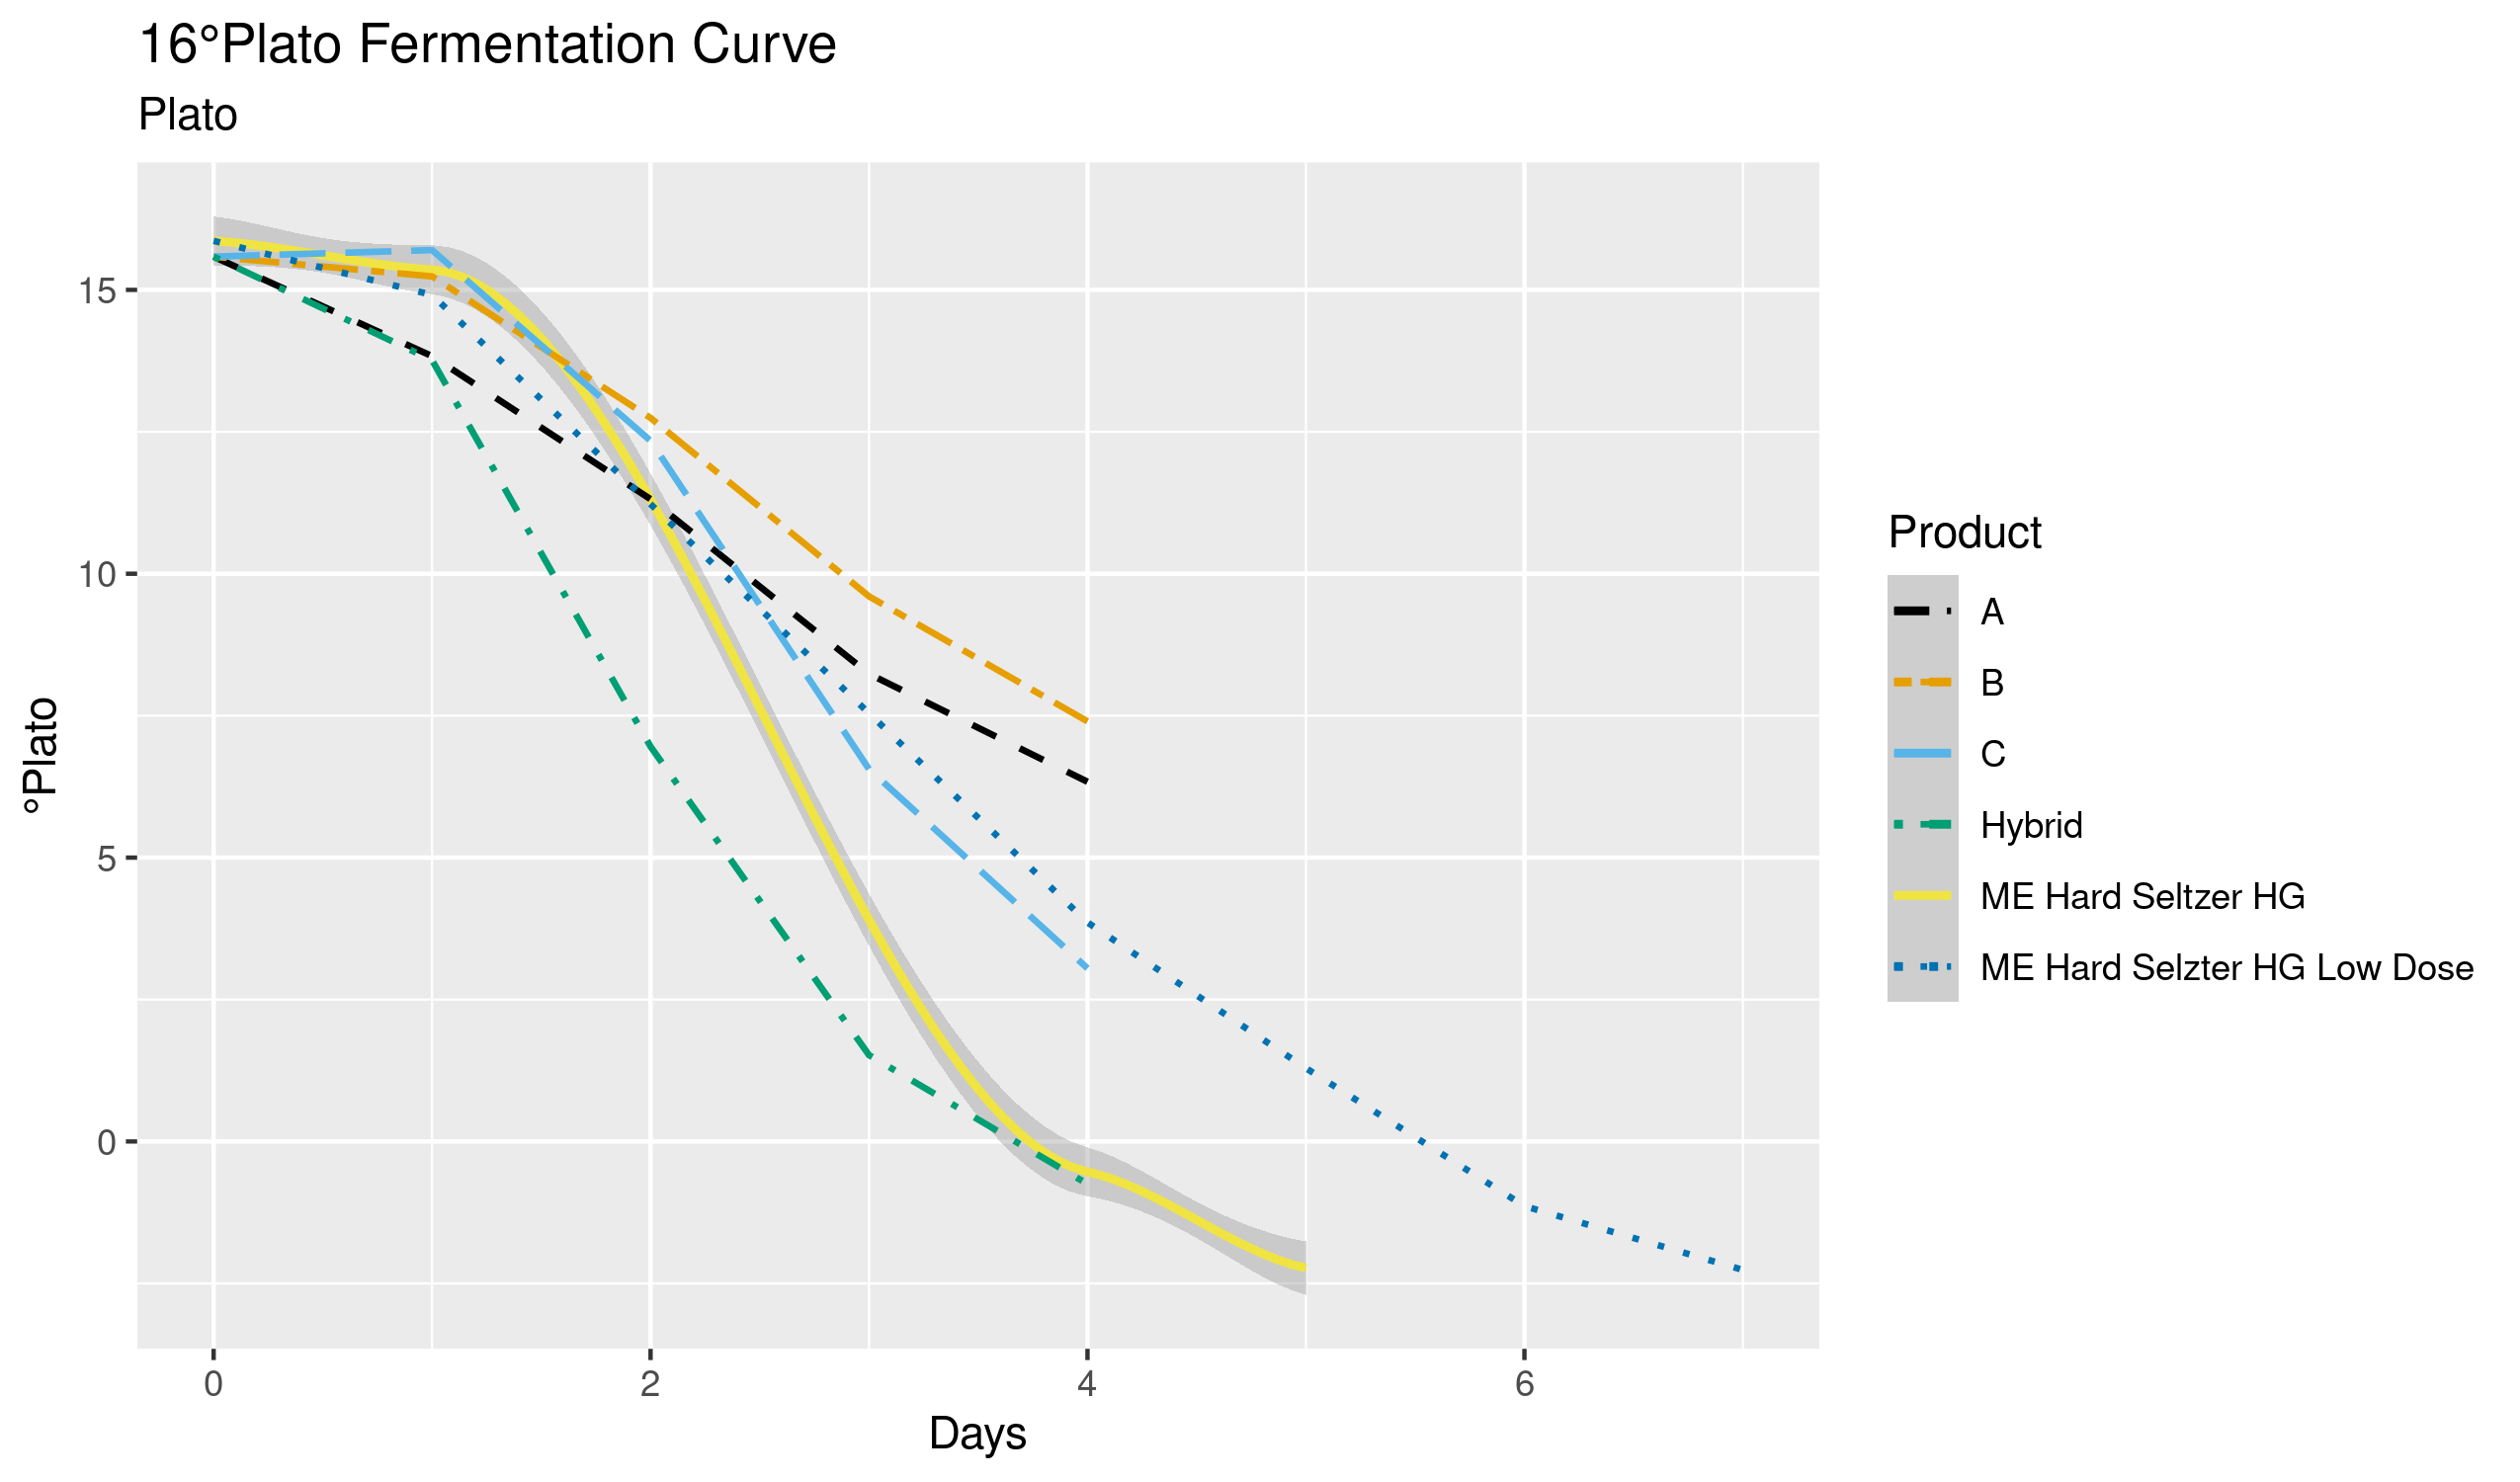 16°Plato Fermentation Curve
Plato
°Plato
15
10
5
0
0
2
4
6
Days
Product
A
B
C
Hybrid
ME Hard Seltzer HG
ME Hard Selzter HG Low Dose